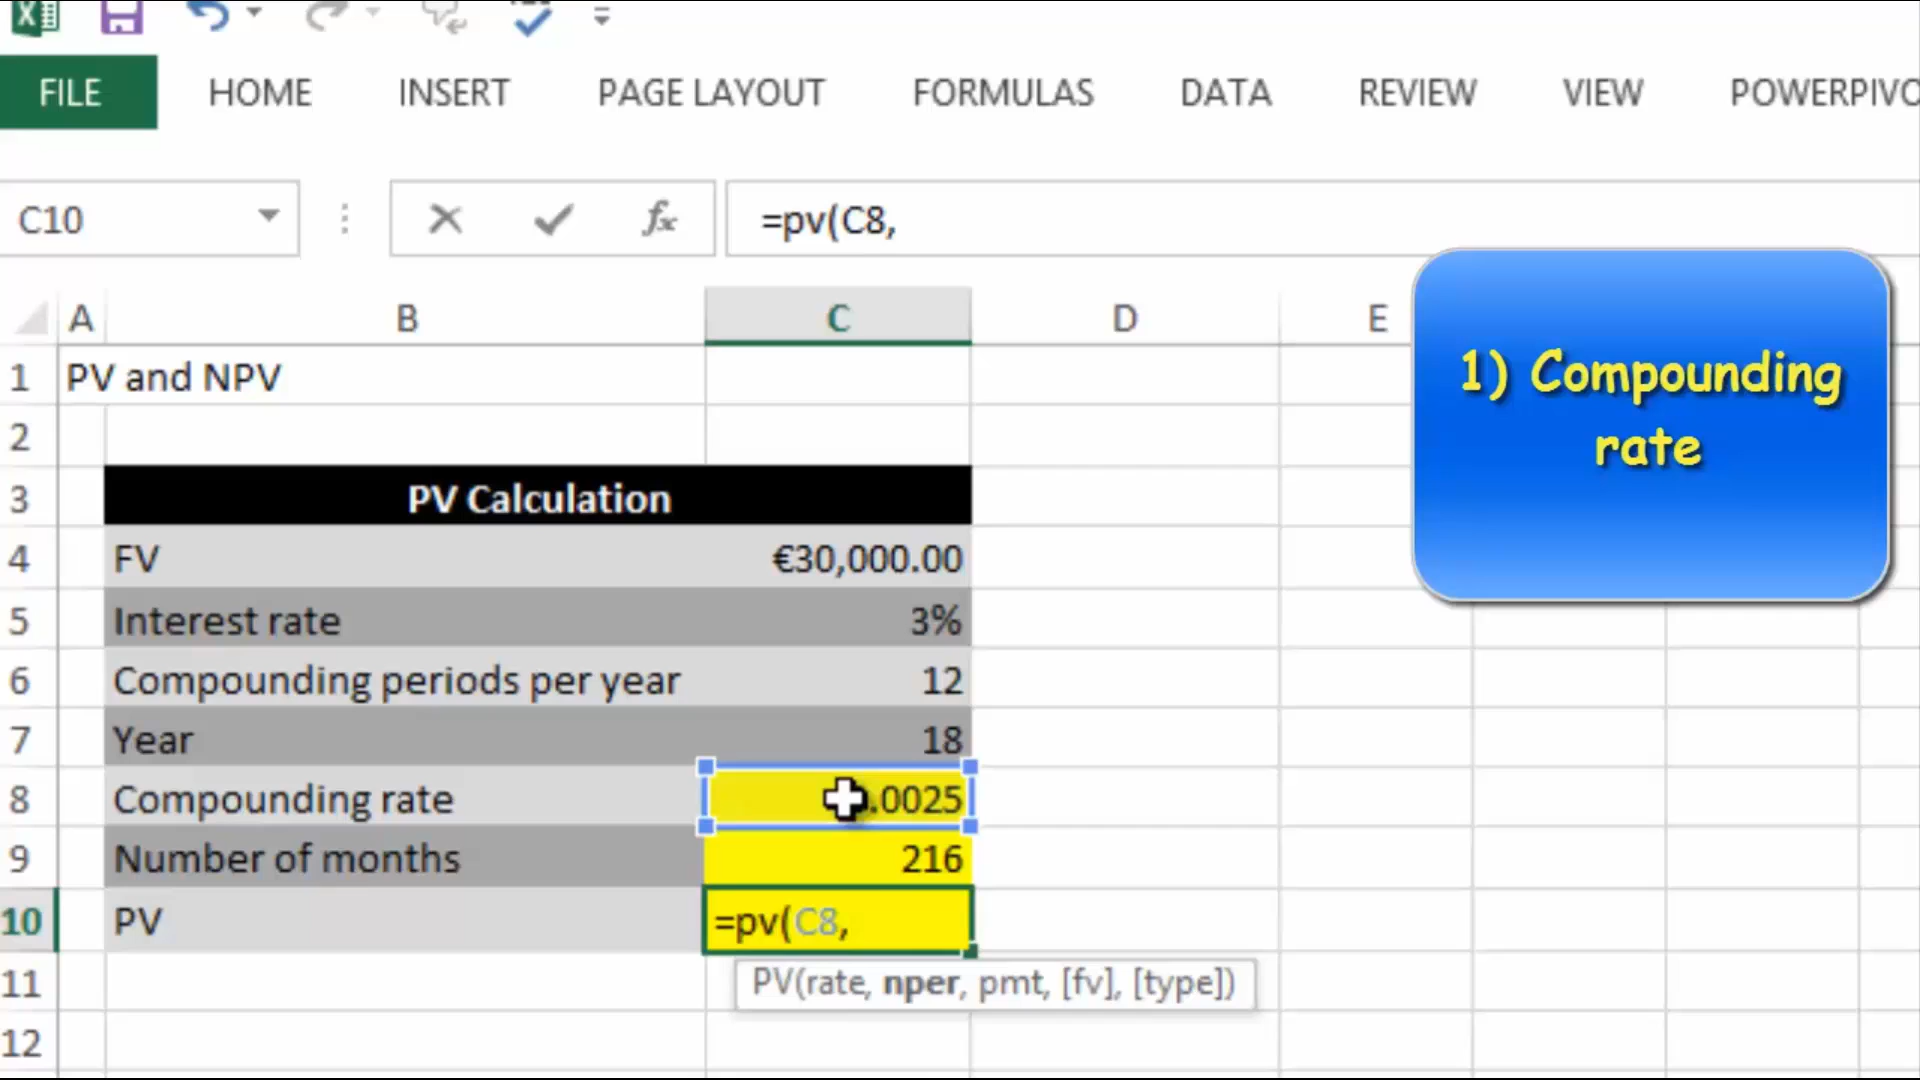 FILE HOME INSERT PAGE LAYOUT FORMULAS DATA REVIEW VIEW POWERPIVO
C10 fx =pv(C8,
A B C D E
1 PV and NPV
2
3 PV Calculation
4 FV €30,000.00
5 Interest rate 3%
6 Compounding periods per year 12
7 Year 18
8 Compounding rate .0025
9 Number of months 216
10 PV =pv(C8,
PV(rate, nper, pmt, [fv], [type])
11
12
1) Compounding
rate